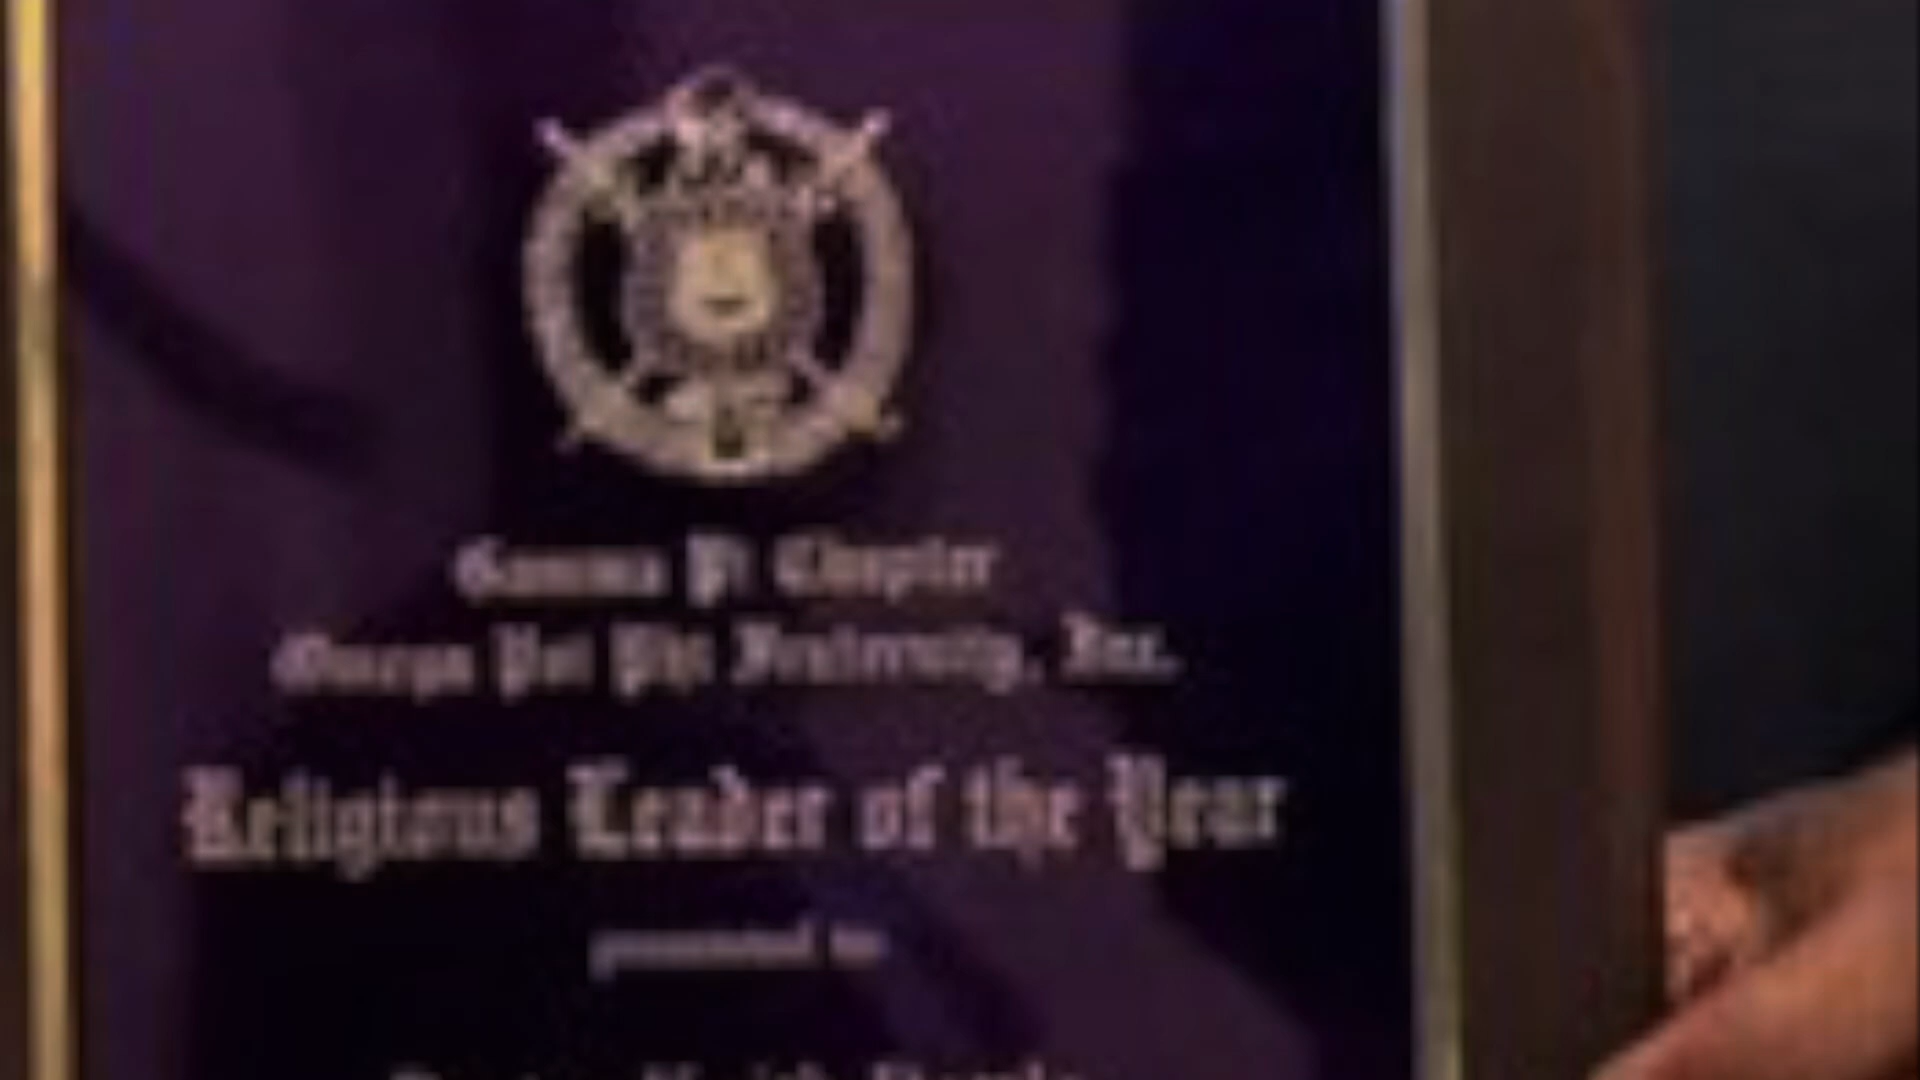 Gamma Pi Chapter
Omega Psi Phi Fraternity, Inc.
Religious Leader of the Year
presented to